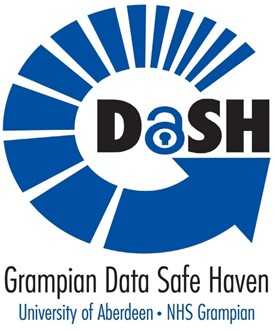 DaSH
Grampian Data Safe Haven
University of Aberdeen • NHS Grampian